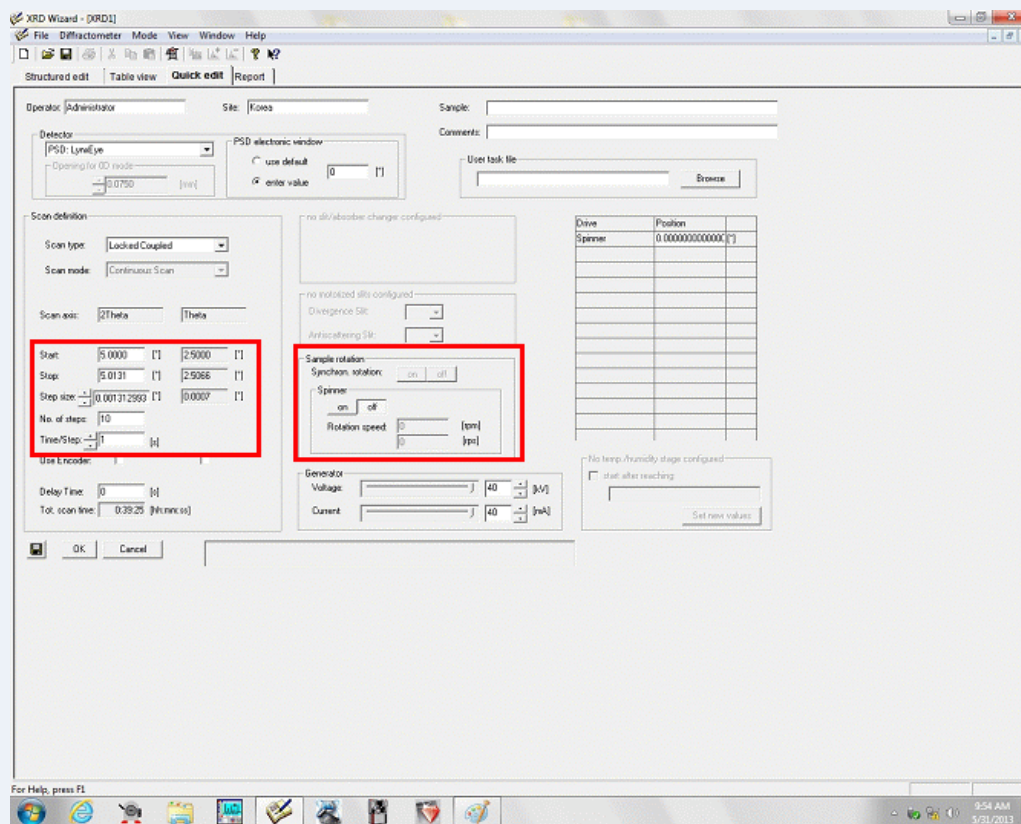 XRD Wizard - [XRD1]
File Diffractometer Mode View Window Help
Structured edit Table view Quick edit Report
Operator: Administrator Site: Korea Sample:
Comments:
Detector
PSD: LynxEye
Opening for 0D mode
0.0750 [mm]
PSD electronic window
use default
enter value
0 [°]
User task file
Browse
Scan definition
Scan type: Locked Coupled
Scan mode: Continuous Scan
Scan axis: 2Theta Theta
Start: 5.0000 [°] 2.5000 [°]
Stop: 5.0131 [°] 2.5066 [°]
Step size: 0.001312993 [°] 0.0007 [°]
No. of steps: 10
Time/Step: 1 [s]
Use Encoder:
Delay Time: 0 [s]
Tot. scan time: 0:39:25 [hh:mm:ss]
no slit/absorber changer configured
no motorized slits configured
Divergence Slit:
Antiscattering Slit:
Sample rotation
Synchron. rotation: on off
Spinner
on off
Rotation speed: 0 [rpm]
0 [rps]
Generator
Voltage: 40 [kV]
Current: 40 [mA]
Drive Position
Spinner 0.000000000000 [°]
No temp./humidity stage configured
start after reaching:
Set new values
OK Cancel
For Help, press F1
9:54 AM
5/31/2013